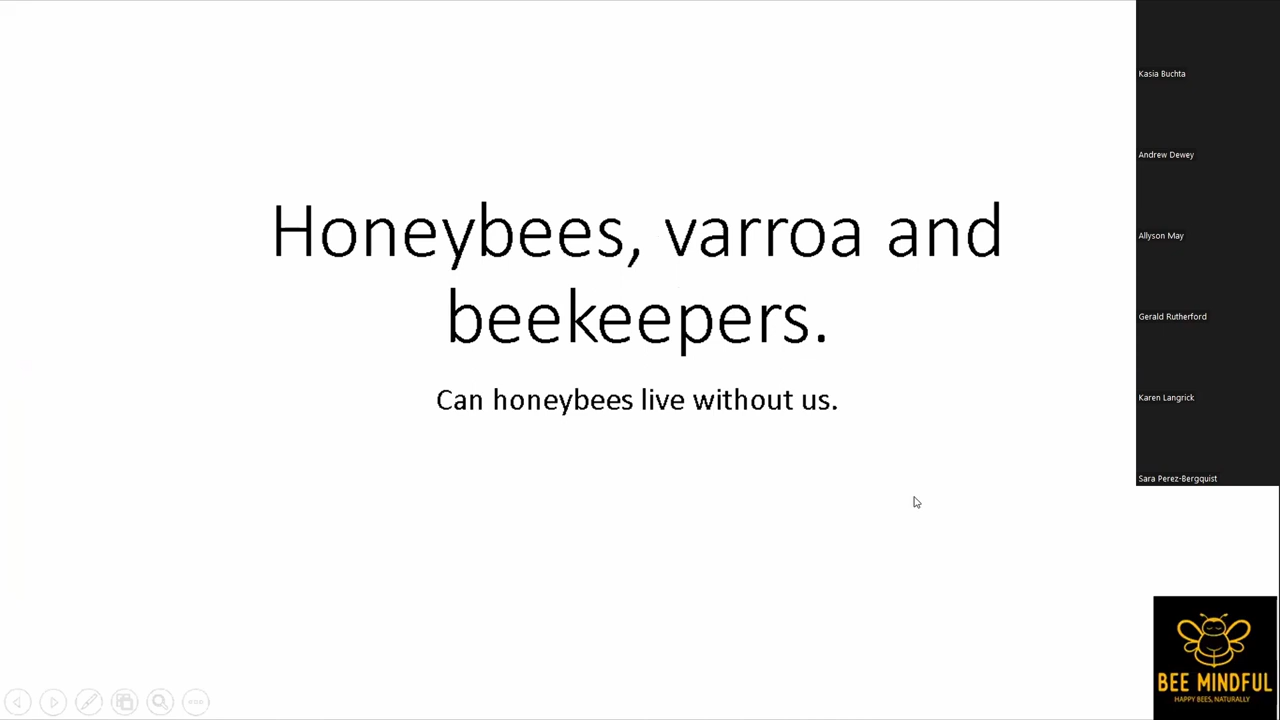 Honeybees, varroa and
beekeepers.
Can honeybees live without us.
Kasia Buchta
Andrew Dewey
Allyson May
Gerald Rutherford
Karen Langrick
Sara Perez-Bergquist
BEE MINDFUL
HAPPY BEES, NATURALLY